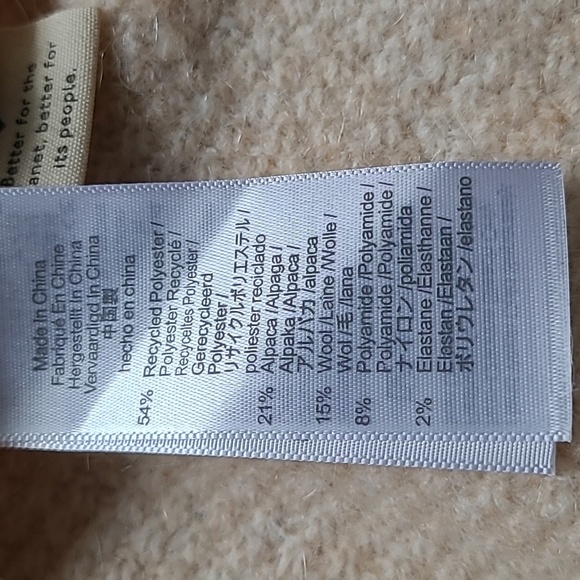 Better for the
anet, better for
its people.
Made In China
Fabriqué En Chine
Hergestellt In China
Vervaardigd In China
中国製
hecho en china
54% Recycled Polyester /
Polyester Recyclé /
Recyceltes Polyester /
Gerecycleerd
Polyester /
リサイクルポリエステル /
poliester reciclado
21% Alpaca / Alpaga /
Alpaka / Alpaca /
アルパカ / alpaca
15% Wool / Laine /Wolle /
Wol / 毛 / lana
8% Polyamide /Polyamide /
Polyamide /Polyamide /
ナイロン /poliamida
2% Elastane / Elasthanne /
Elastan / Elastaan /
ポリウレタン /elastano